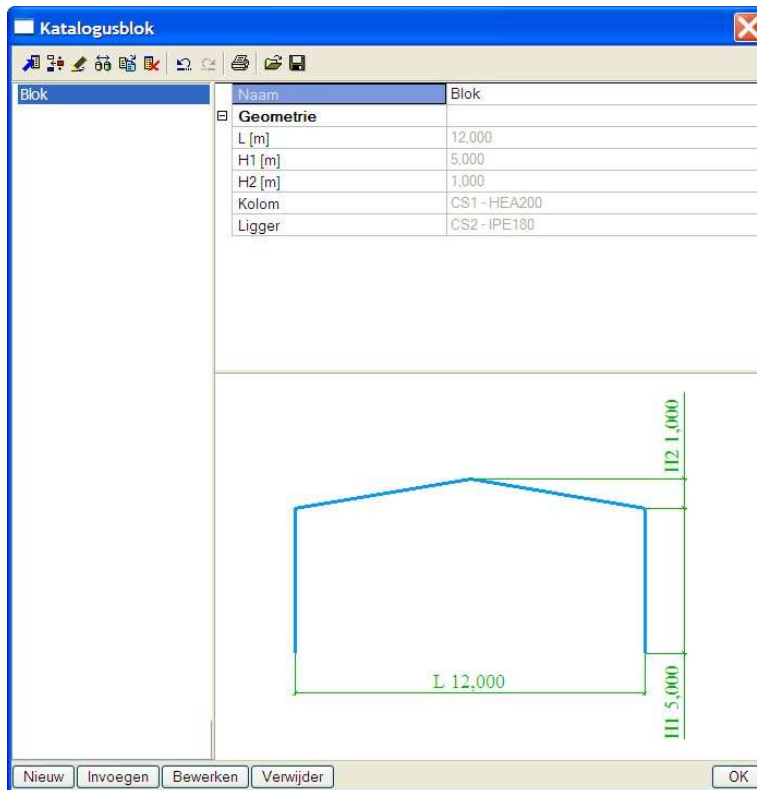 Katalogusblok
Blok
Naam Blok
Geometrie
L [m] 12,000
H1 [m] 5,000
H2 [m] 1,000
Kolom CS1 - HEA200
Ligger CS2 - IPE180
H2 1,000
L 12,000
H1 5,000
Nieuw Invoegen Bewerken Verwijder OK